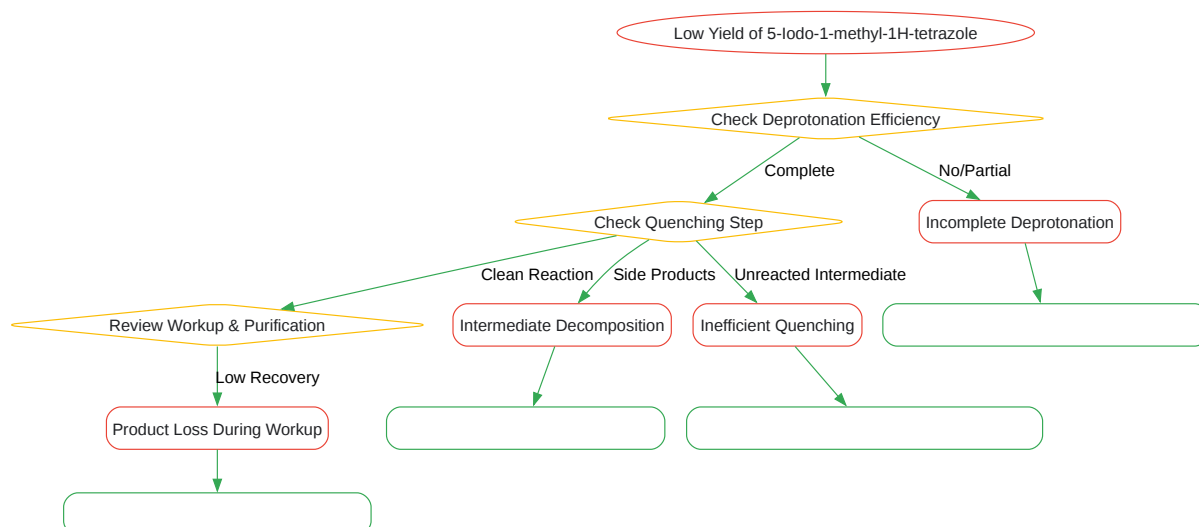 Low Yield of 5-Iodo-1-methyl-1H-tetrazole
Check Deprotonation Efficiency
Complete
No/Partial
Check Quenching Step
Incomplete Deprotonation
Clean Reaction
Side Products
Unreacted Intermediate
Review Workup & Purification
Intermediate Decomposition
Inefficient Quenching
Low Recovery
Product Loss During Workup